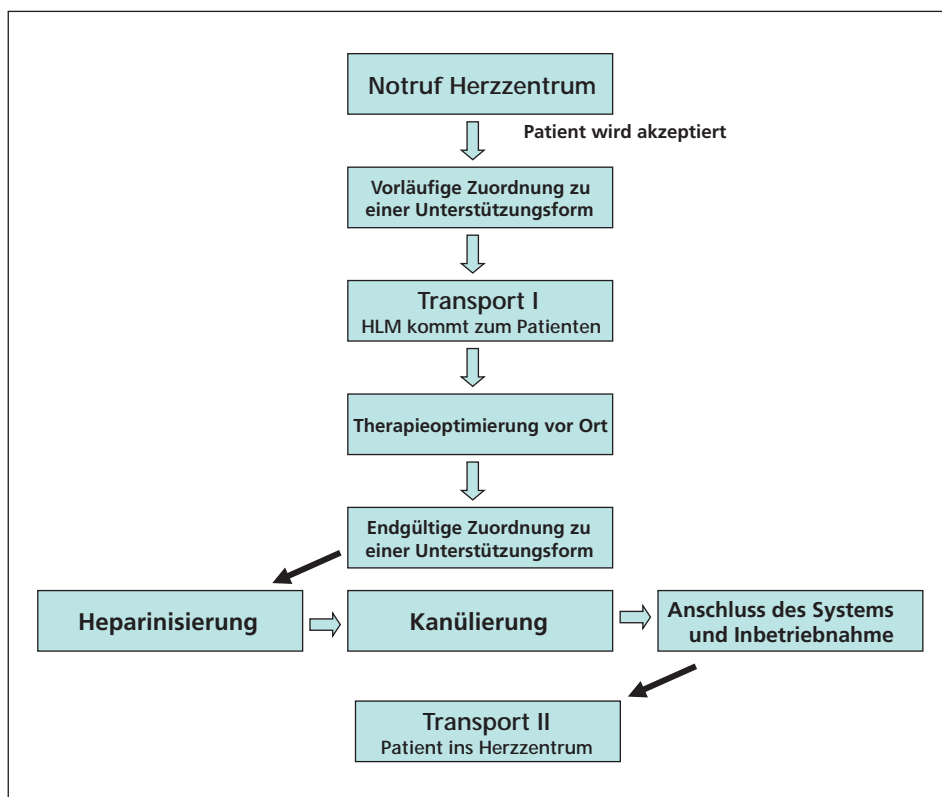 Notruf Herzzentrum
Patient wird akzeptiert
Vorläufige Zuordnung zu
einer Unterstützungsform
Transport I
HLM kommt zum Patienten
Therapieoptimierung vor Ort
Endgültige Zuordnung zu
einer Unterstützungsform
Heparinisierung
Kanülierung
Anschluss des Systems
und Inbetriebnahme
Transport II
Patient ins Herzzentrum